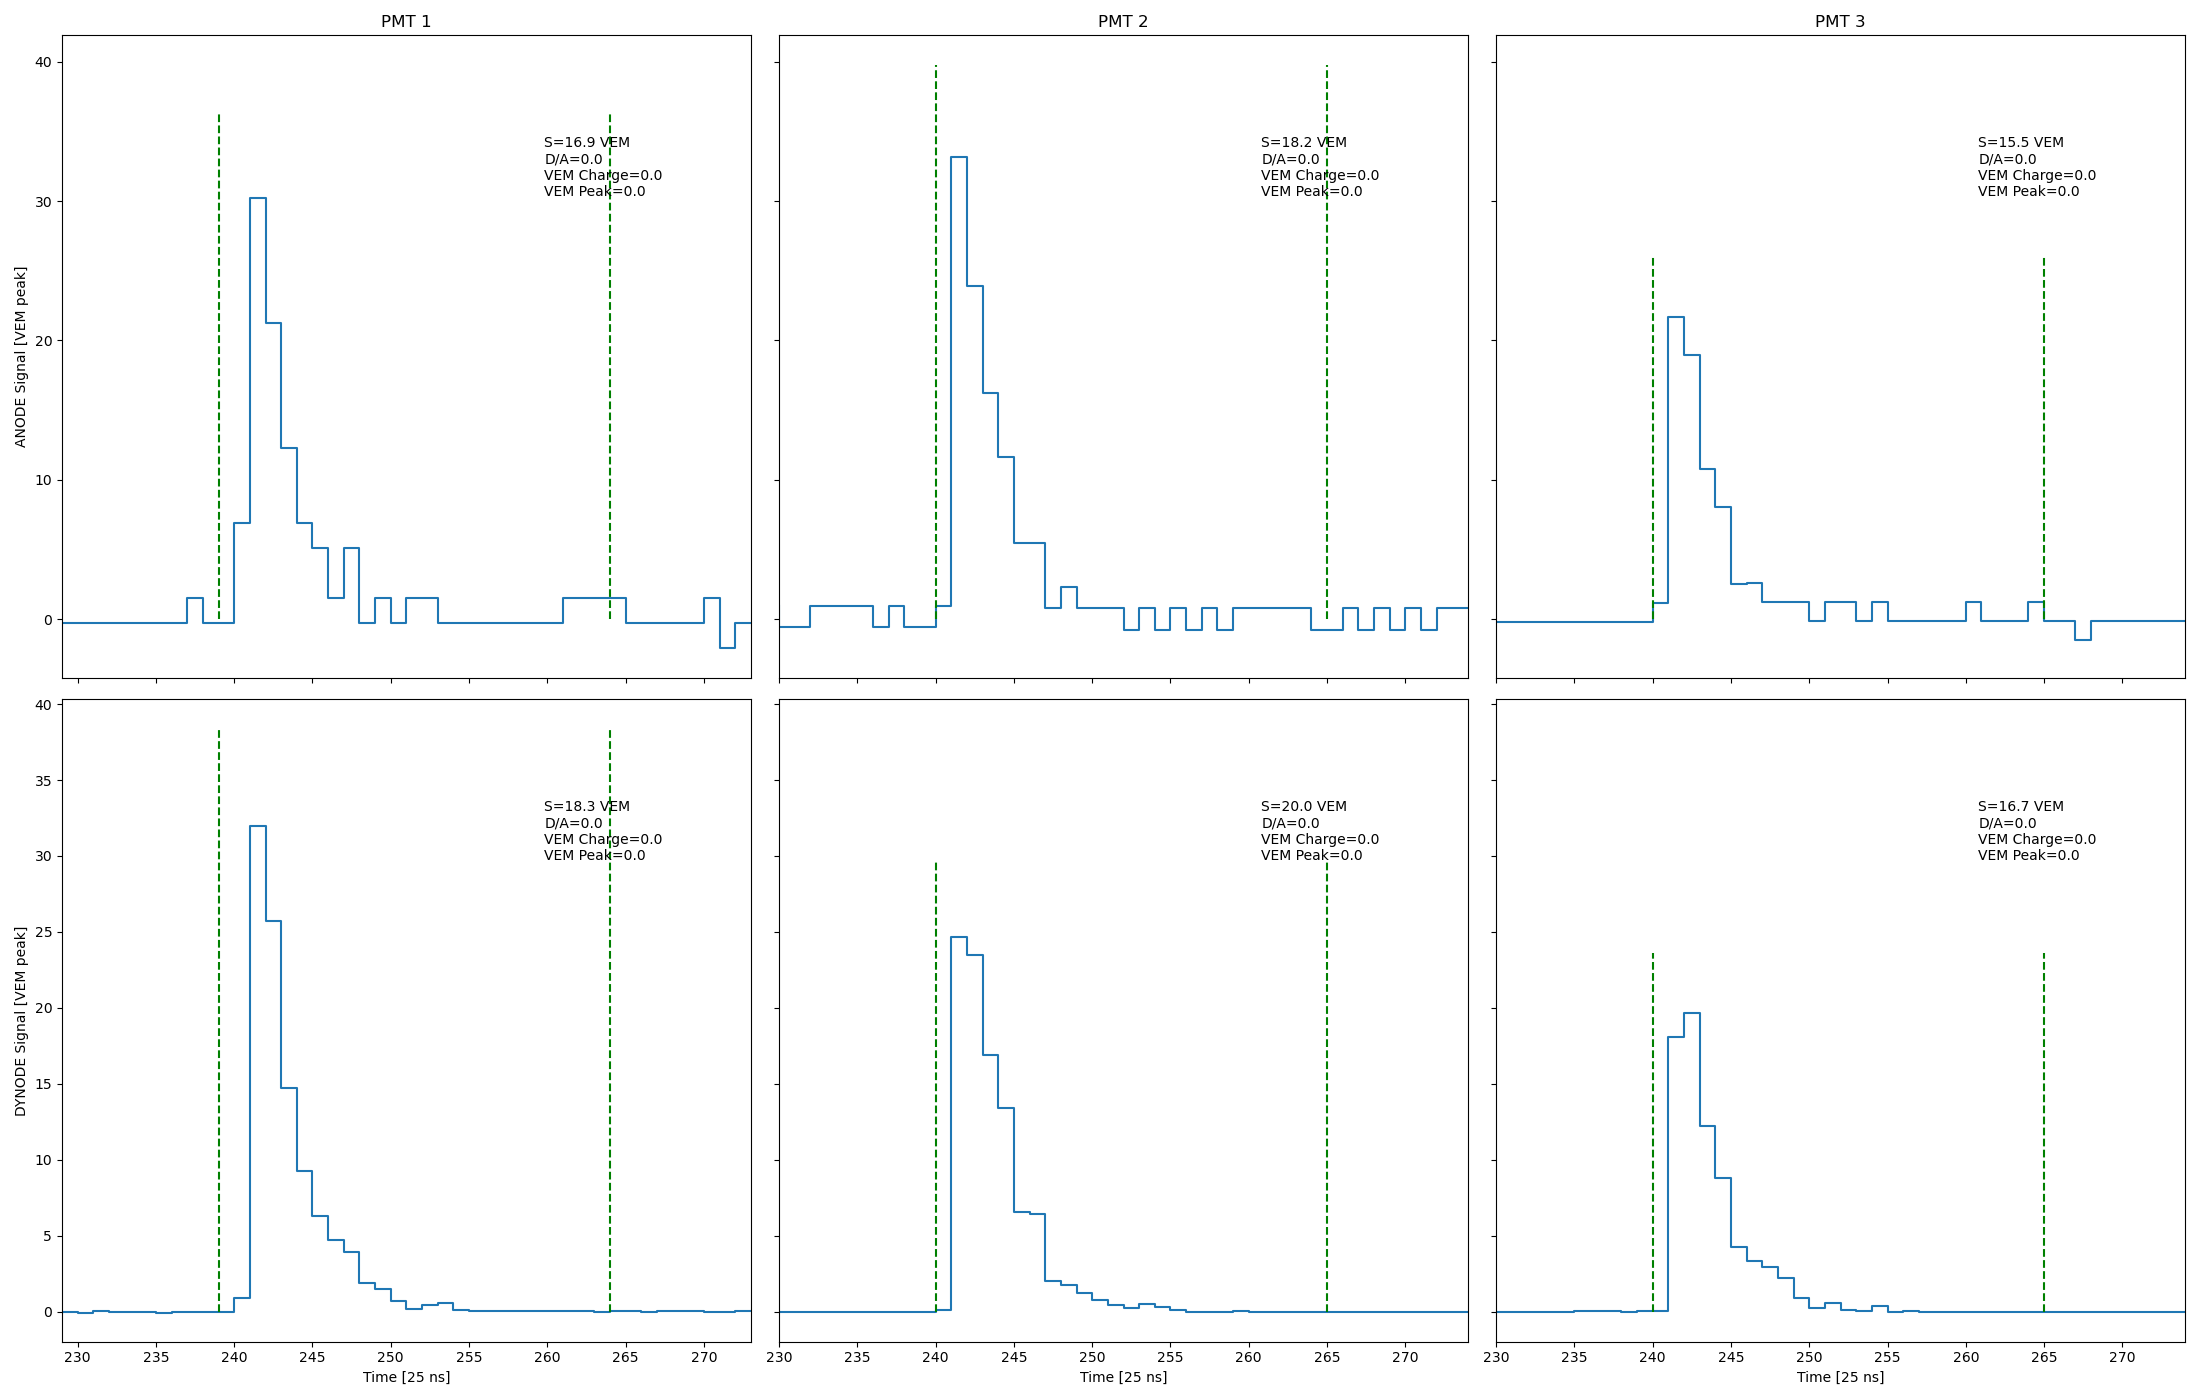 PMT 1
PMT 2
PMT 3
ANODE Signal [VEM peak]
40
30
20
10
0
S=16.9 VEM
D/A=0.0
VEM Charge=0.0
VEM Peak=0.0
S=18.2 VEM
D/A=0.0
VEM Charge=0.0
VEM Peak=0.0
S=15.5 VEM
D/A=0.0
VEM Charge=0.0
VEM Peak=0.0
DYNODE Signal [VEM peak]
40
35
30
25
20
15
10
5
0
S=18.3 VEM
D/A=0.0
VEM Charge=0.0
VEM Peak=0.0
S=20.0 VEM
D/A=0.0
VEM Charge=0.0
VEM Peak=0.0
S=16.7 VEM
D/A=0.0
VEM Charge=0.0
VEM Peak=0.0
230 235 240 245 250 255 260 265 270
Time [25 ns]
230 235 240 245 250 255 260 265 270
Time [25 ns]
230 235 240 245 250 255 260 265 270
Time [25 ns]